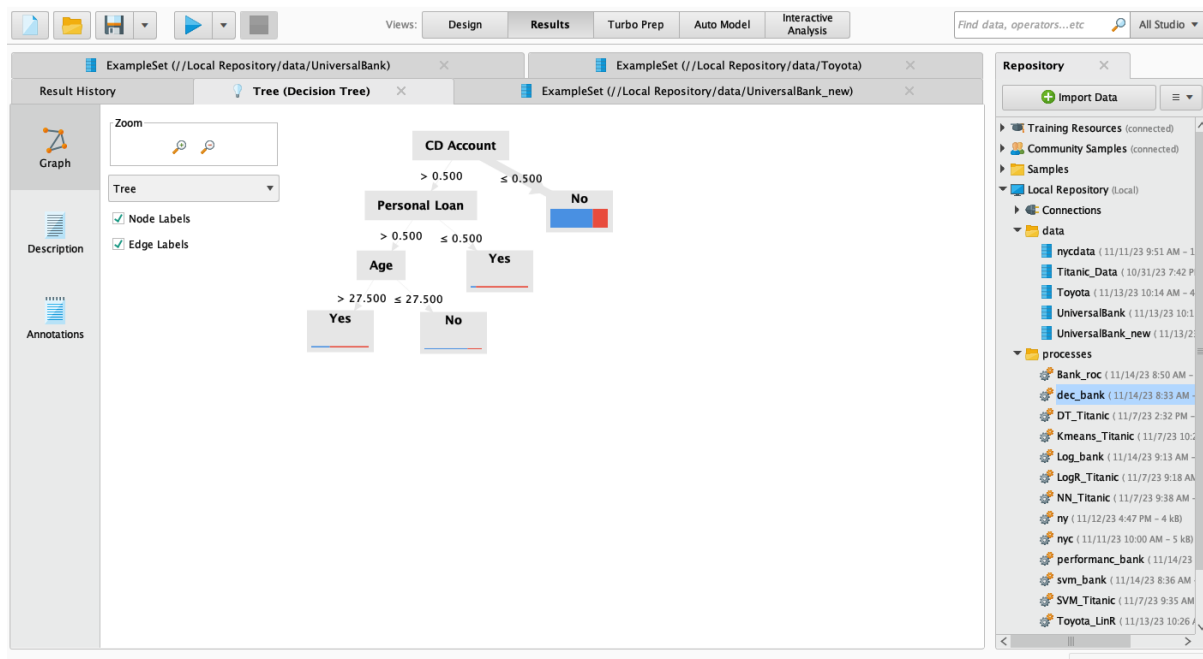 Views: Design Results Turbo Prep Auto Model Interactive Analysis Find data, operators...etc All Studio
ExampleSet (//Local Repository/data/UniversalBank) ExampleSet (//Local Repository/data/Toyota)
Result History Tree (Decision Tree) ExampleSet (//Local Repository/data/UniversalBank_new)
Graph
Description
Annotations
Zoom
Tree
Node Labels
Edge Labels
CD Account
> 0.500 ≤ 0.500
Personal Loan No
> 0.500 ≤ 0.500
Age Yes
> 27.500 ≤ 27.500
Yes No
Repository
Import Data
Training Resources (connected)
Community Samples (connected)
Samples
Local Repository (Local)
Connections
data
nycdata (11/11/23 9:51 AM – 1
Titanic_Data (10/31/23 7:42 P
Toyota (11/13/23 10:14 AM – 4
UniversalBank (11/13/23 10:1
UniversalBank_new (11/13/2
processes
Bank_roc (11/14/23 8:50 AM –
dec_bank (11/14/23 8:33 AM –
DT_Titanic (11/7/23 2:32 PM –
Kmeans_Titanic (11/7/23 10:2
Log_bank (11/14/23 9:13 AM –
LogR_Titanic (11/7/23 9:18 AM
NN_Titanic (11/7/23 9:38 AM –
ny (11/12/23 4:47 PM – 4 kB)
nyc (11/11/23 10:00 AM – 5 kB)
performanc_bank (11/14/23
svm_bank (11/14/23 8:36 AM
SVM_Titanic (11/7/23 9:35 AM
Toyota_LinR (11/13/23 10:26